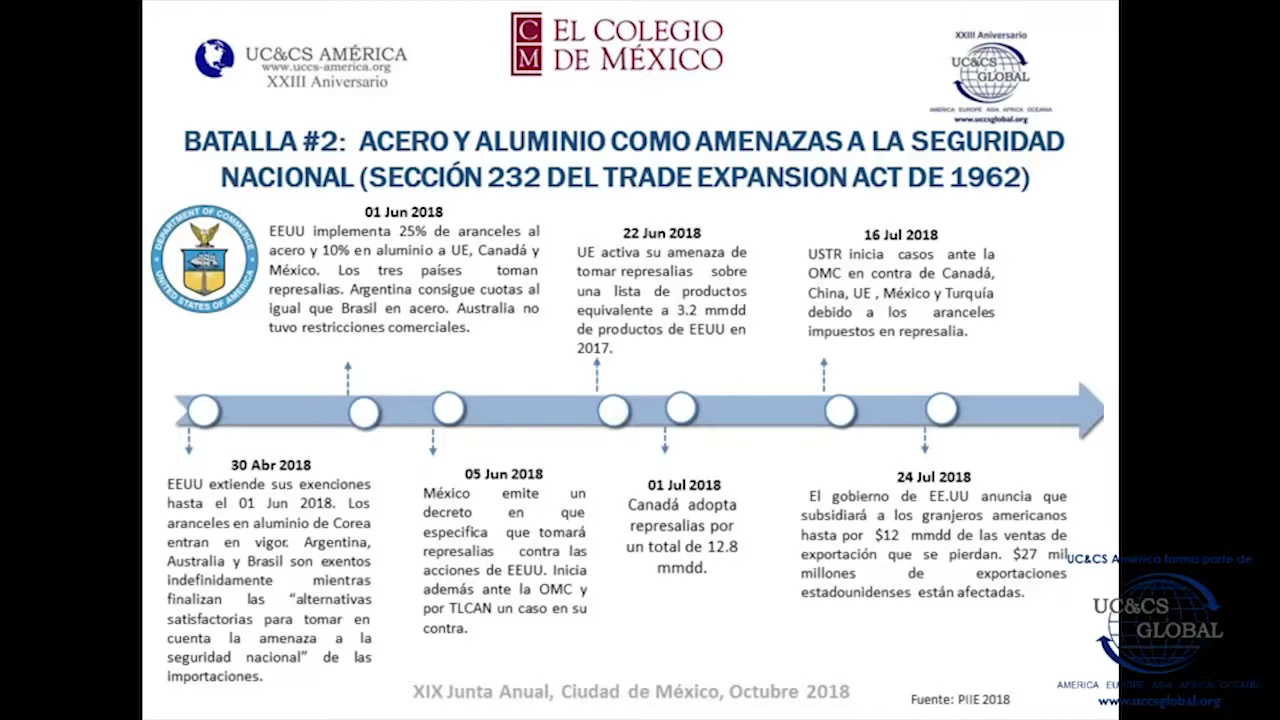 UC&CS AMÉRICA
www.uccs-america.org
XXIII Aniversario
C
M
EL COLEGIO
DE MÉXICO
XXIII Aniversario
UC&CS
GLOBAL
AMERICA EUROPE ASIA AFRICA OCEANIA
www.uccsglobal.org
BATALLA #2: ACERO Y ALUMINIO COMO AMENAZAS A LA SEGURIDAD
NACIONAL (SECCIÓN 232 DEL TRADE EXPANSION ACT DE 1962)
DEPARTMENT OF COMMERCE
UNITED STATES OF AMERICA
01 Jun 2018
EEUU implementa 25% de aranceles al
acero y 10% en aluminio a UE, Canadá y
México. Los tres países toman
represalias. Argentina consigue cuotas al
igual que Brasil en acero. Australia no
tuvo restricciones comerciales.
22 Jun 2018
UE activa su amenaza de
tomar represalias sobre
una lista de productos
equivalente a 3.2 mmdd
de productos de EEUU en
2017.
16 Jul 2018
USTR inicia casos ante la
OMC en contra de Canadá,
China, UE , México y Turquía
debido a los aranceles
impuestos en represalia.
30 Abr 2018
EEUU extiende sus exenciones
hasta el 01 Jun 2018. Los
aranceles en aluminio de Corea
entran en vigor. Argentina,
Australia y Brasil son exentos
indefinidamente mientras
finalizan las “alternativas
satisfactorias para tomar en
cuenta la amenaza a la
seguridad nacional” de las
importaciones.
05 Jun 2018
México emite un
decreto en que
especifica que tomará
represalias contra las
acciones de EEUU. Inicia
además ante la OMC y
por TLCAN un caso en su
contra.
01 Jul 2018
Canadá adopta
represalias por
un total de 12.8
mmdd.
24 Jul 2018
El gobierno de EE.UU anuncia que
subsidiará a los granjeros americanos
hasta por $12 mmdd de las ventas de
exportación que se pierdan. $27 mil
millones de exportaciones
estadounidenses están afectadas.
UC&CS América forma parte de
UC&CS
GLOBAL
AMERICA EUROPE ASIA AFRICA OCEANIA
www.uccsglobal.org
XIX Junta Anual, Ciudad de México, Octubre 2018
Fuente: PIIE 2018